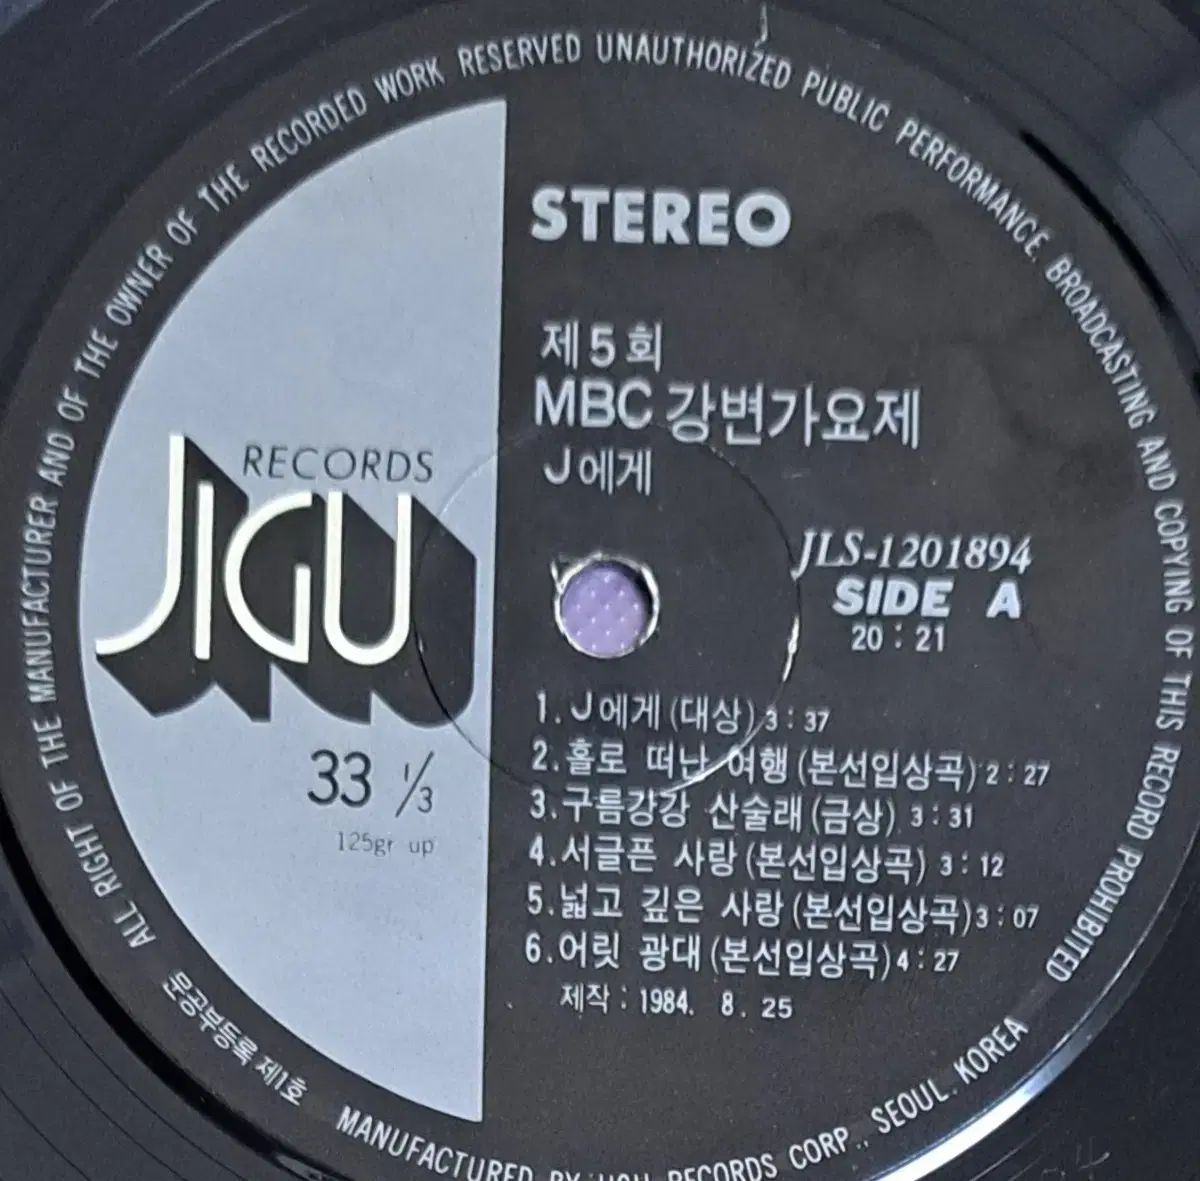 ALL RIGHT OF THE MANUFACTURER AND OF THE OWNER OF THE RECORDED WORK RESERVED UNAUTHORIZED PUBLIC PERFORMANCE. BROADCASTING AND COPYING OF THIS RECORD PROHIBITED
STEREO
제5회
MBC 강변가요제
J에게
RECORDS
JIGU
JLS-1201894
SIDE A
20 : 21
33 1/3
125gr up
1. J에게 (대상) 3 : 37
2. 홀로 떠난 여행 (본선입상곡) 2 : 27
3. 구름강강 산술래 (금상) 3 : 31
4. 서글픈 사랑 (본선입상곡) 3 : 12
5. 넓고 깊은 사랑 (본선입상곡) 3 : 07
6. 어릿 광대 (본선입상곡) 4 : 27
제작 : 1984. 8. 25
문공부등록 제1호
MANUFACTURED BY JIGU RECORDS CORP., SEOUL. KOREA